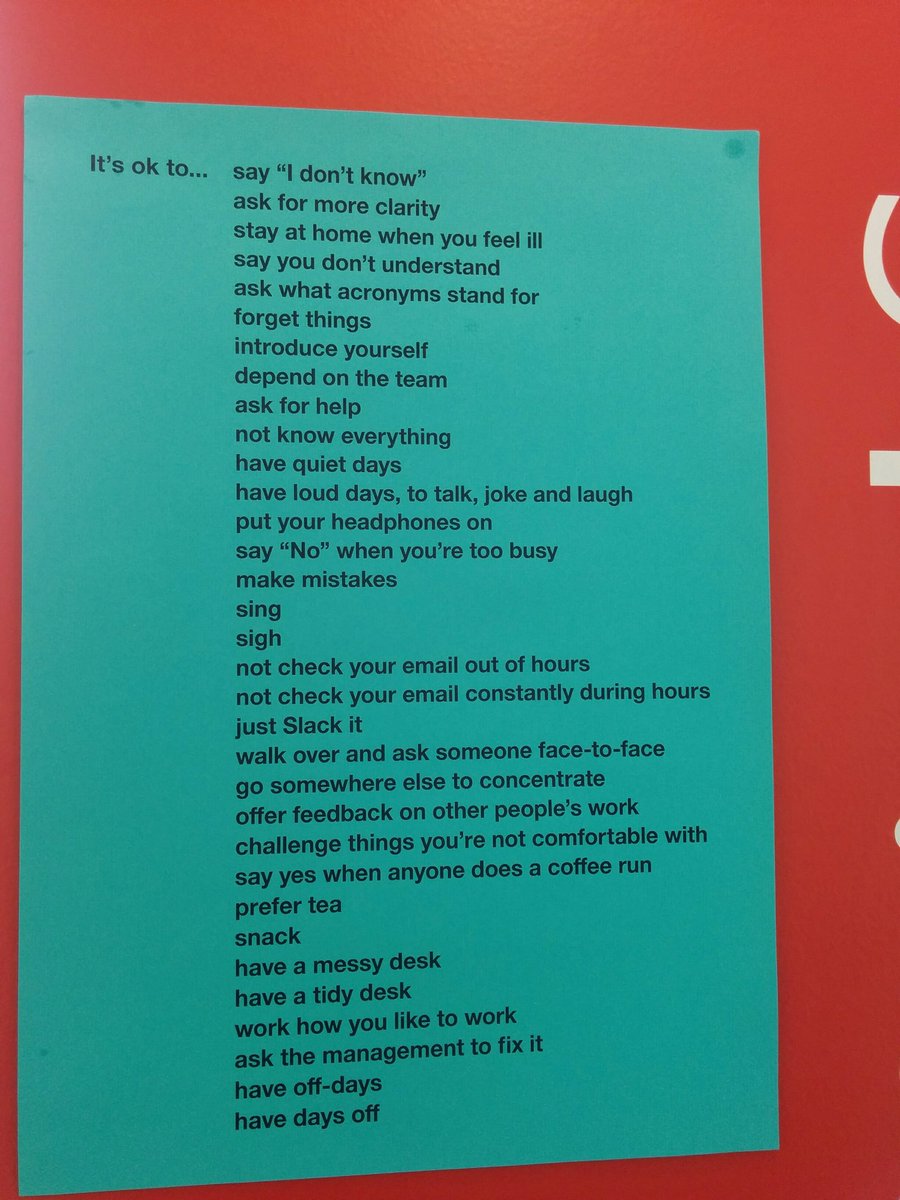 It's ok to... say “I don't know”
ask for more clarity
stay at home when you feel ill
say you don't understand
ask what acronyms stand for
forget things
introduce yourself
depend on the team
ask for help
not know everything
have quiet days
have loud days, to talk, joke and laugh
put your headphones on
say “No” when you're too busy
make mistakes
sing
sigh
not check your email out of hours
not check your email constantly during hours
just Slack it
walk over and ask someone face-to-face
go somewhere else to concentrate
offer feedback on other people's work
challenge things you're not comfortable with
say yes when anyone does a coffee run
prefer tea
snack
have a messy desk
have a tidy desk
work how you like to work
ask the management to fix it
have off-days
have days off